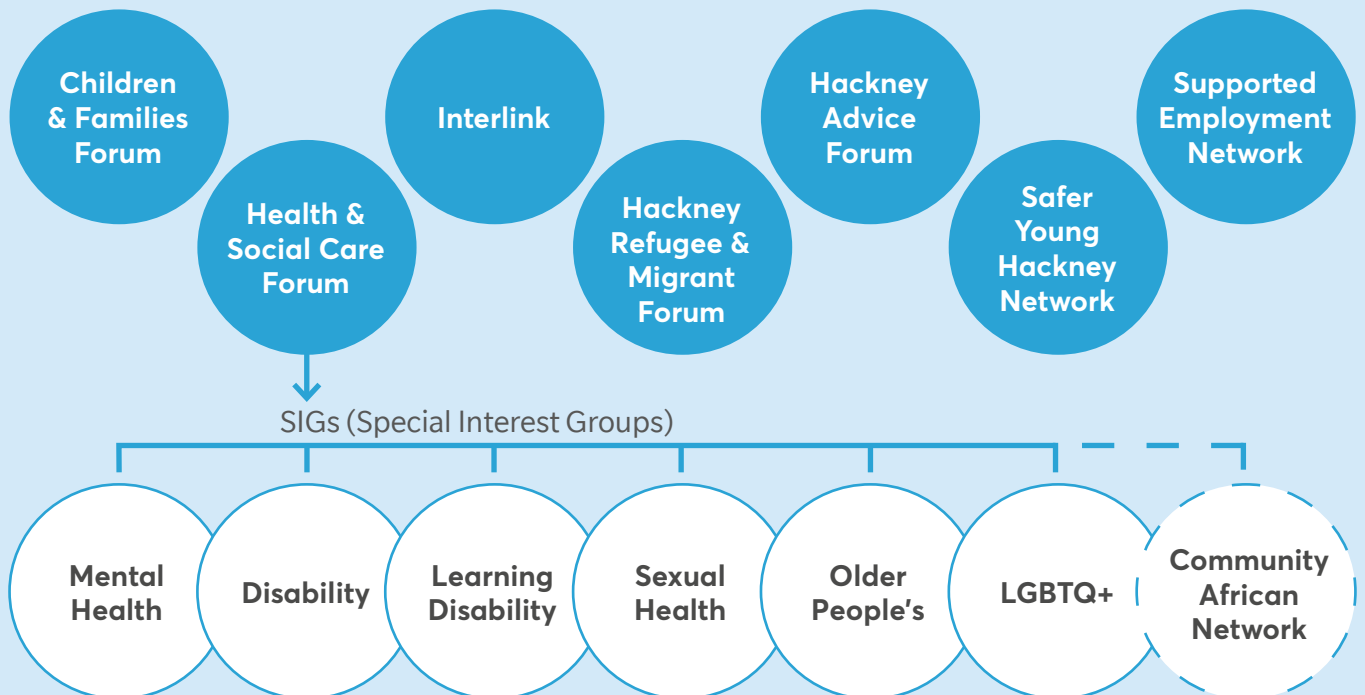 Children
& Families
Forum
Interlink
Hackney
Advice
Forum
Supported
Employment
Network
Health &
Social Care
Forum
Hackney
Refugee &
Migrant
Forum
Safer
Young
Hackney
Network
SIGs (Special Interest Groups)
Mental
Health
Disability
Learning
Disability
Sexual
Health
Older
People's
LGBTQ+
Community
African
Network